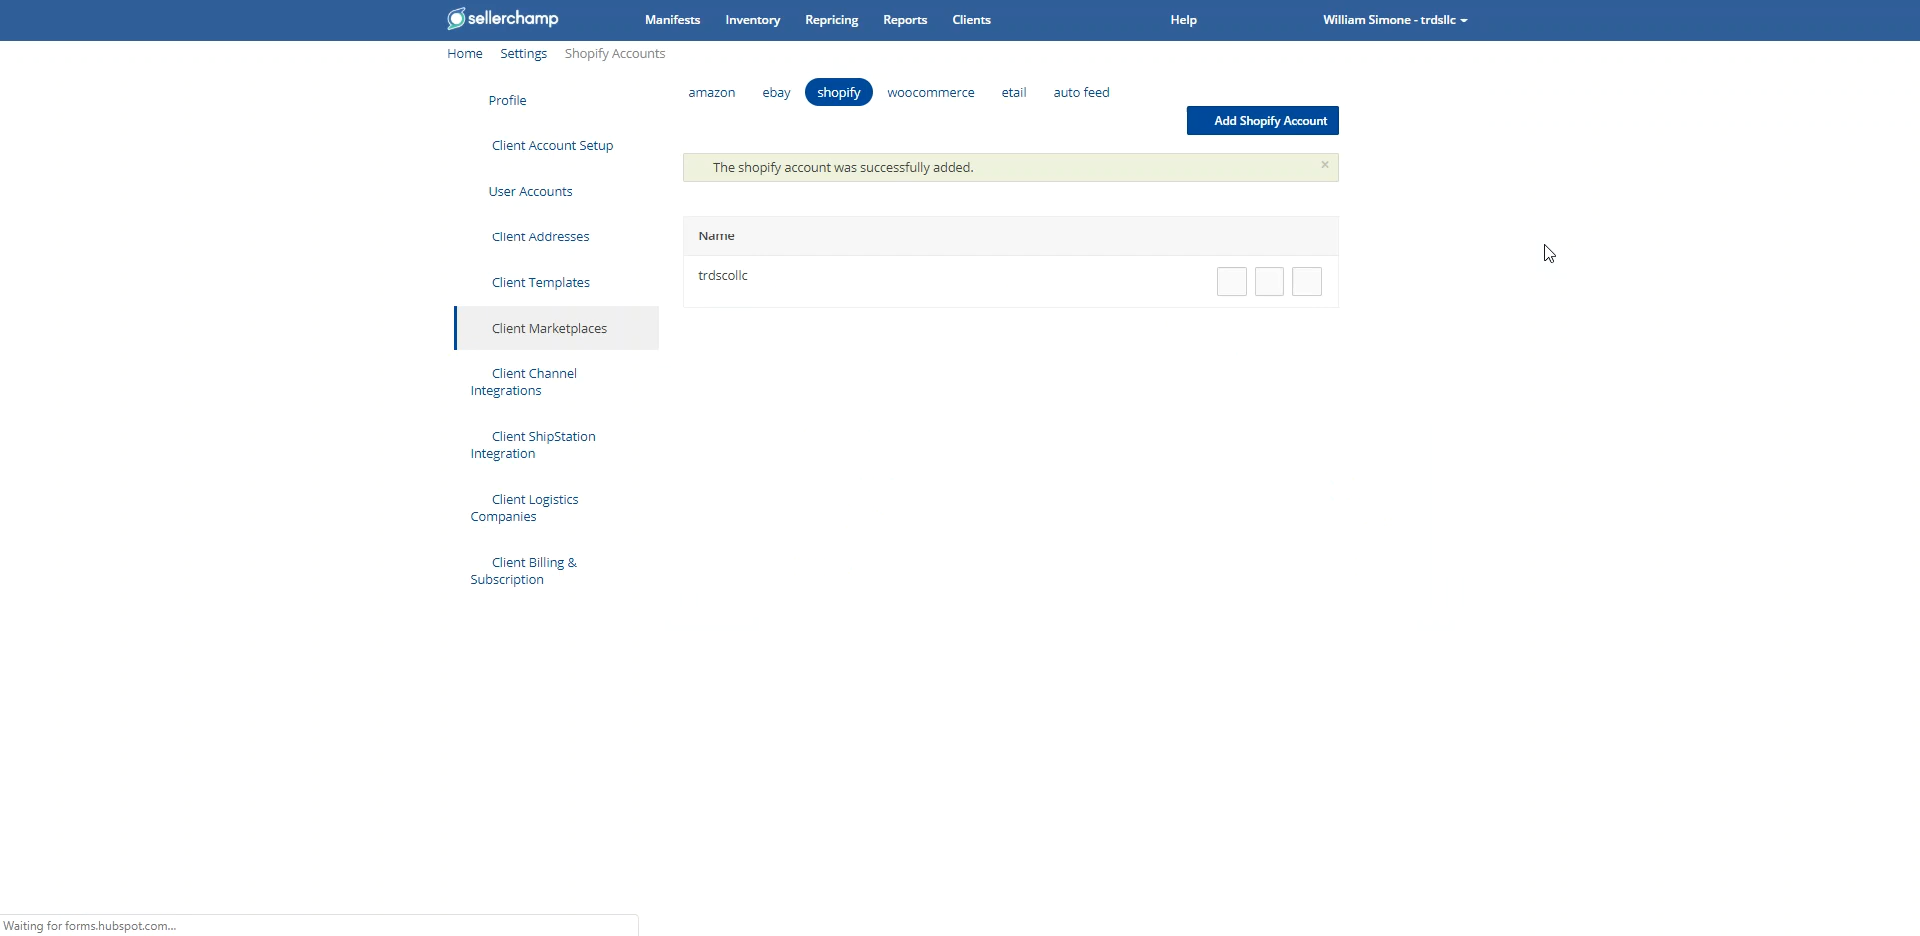 sellerchamp Manifests Inventory Repricing Reports Clients Help William Simone - trdsllc
Home Settings Shopify Accounts
amazon ebay shopify woocommerce etail auto feed
Add Shopify Account
The shopify account was successfully added. ×
Name
trdscollc
Profile
Client Account Setup
User Accounts
Client Addresses
Client Templates
Client Marketplaces
Client Channel
Integrations
Client ShipStation
Integration
Client Logistics
Companies
Client Billing &
Subscription
Waiting for forms.hubspot.com...